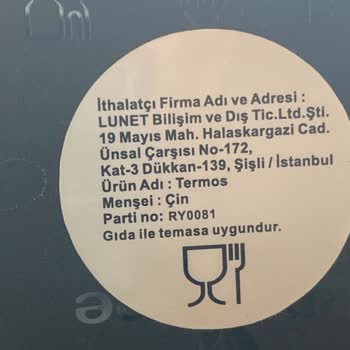 İthalatçı Firma Adı ve Adresi :
LUNET Bilişim ve Dış Tic.Ltd.Şti.
19 Mayıs Mah. Halaskargazi Cad.
Ünsal Çarşısı No-172,
Kat-3 Dükkan-139, Şişli / İstanbul
Ürün Adı : Termos
Menşei : Çin
Parti no: RY0081
Gıda ile temasa uygundur.